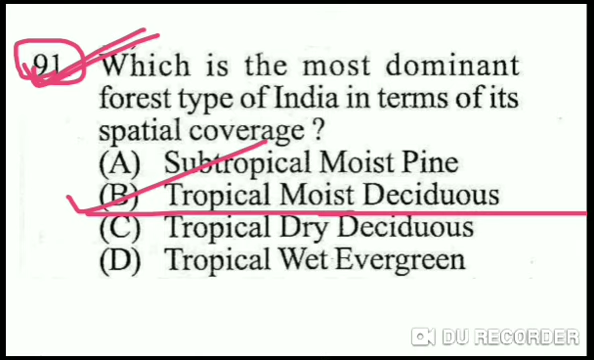 91 Which is the most dominant
forest type of India in terms of its
spatial coverage ?
(A) Subtropical Moist Pine
(B) Tropical Moist Deciduous
(C) Tropical Dry Deciduous
(D) Tropical Wet Evergreen
DU RECORDER